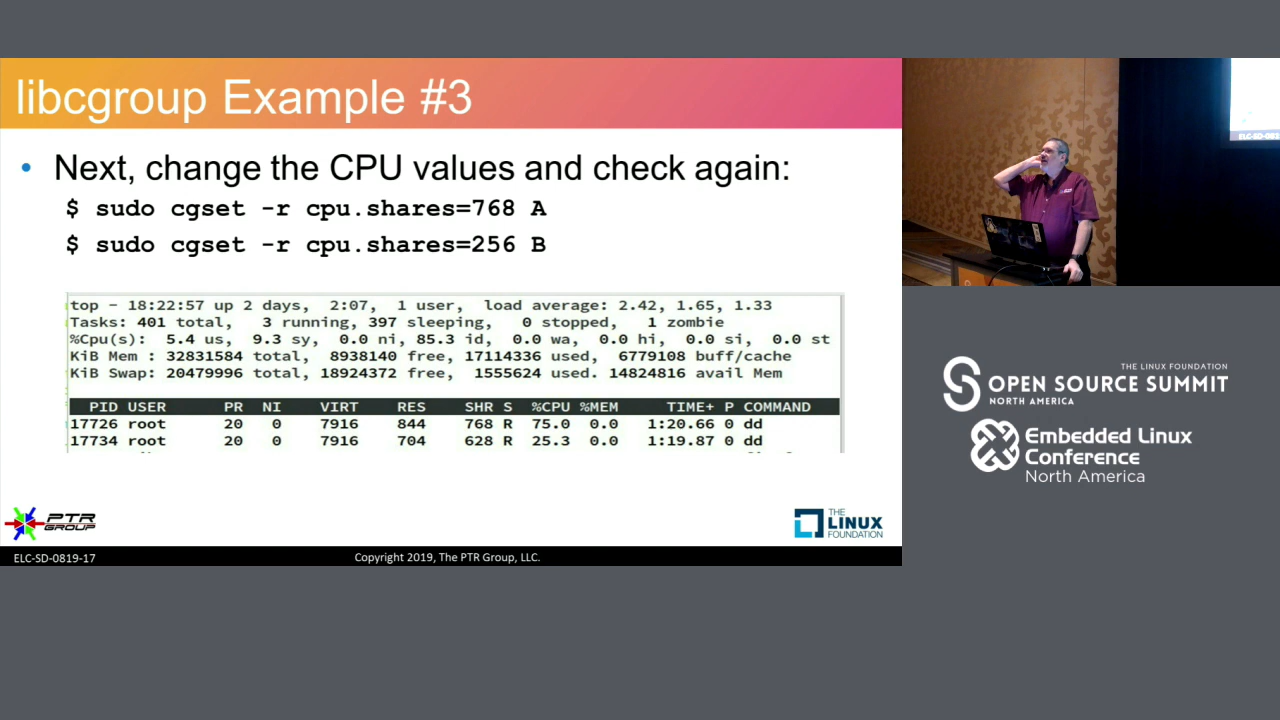 libcgroup Example #3
• Next, change the CPU values and check again:
$ sudo cgset -r cpu.shares=768 A
$ sudo cgset -r cpu.shares=256 B
top - 18:22:57 up 2 days, 2:07, 1 user, load average: 2.42, 1.65, 1.33
Tasks: 401 total, 3 running, 397 sleeping, 0 stopped, 1 zombie
%Cpu(s): 5.4 us, 9.3 sy, 0.0 ni, 85.3 id, 0.0 wa, 0.0 hi, 0.0 si, 0.0 st
KiB Mem : 32831584 total, 8938140 free, 17114336 used, 6779108 buff/cache
KiB Swap: 20479996 total, 18924372 free, 1555624 used. 14824816 avail Mem
PID USER PR NI VIRT RES SHR S %CPU %MEM TIME+ P COMMAND
17726 root 20 0 7916 844 768 R 75.0 0.0 1:20.66 0 dd
17734 root 20 0 7916 704 628 R 25.3 0.0 1:19.87 0 dd
PTR
GROUP
THE
LINUX
FOUNDATION
ELC-SD-0819-17
Copyright 2019, The PTR Group, LLC.
ELC-SD-08
THE LINUX FOUNDATION
OPEN SOURCE SUMMIT
NORTH AMERICA
Embedded Linux
Conference
North America